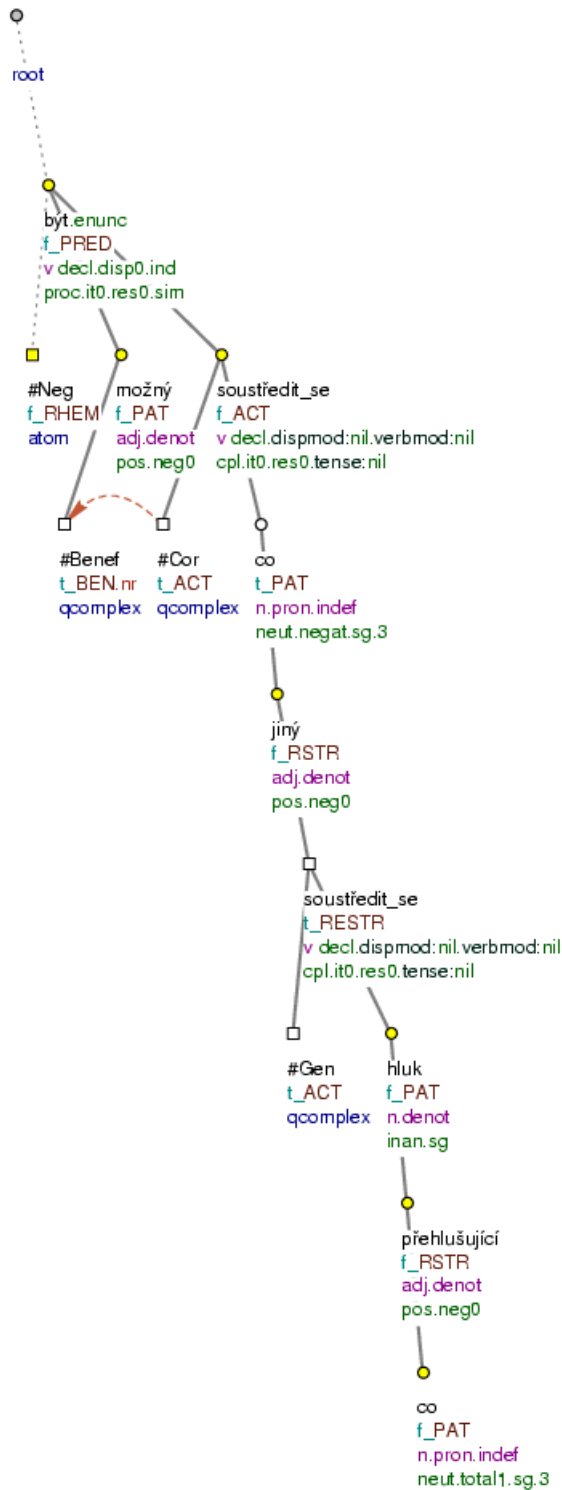 root
být.enunc
f_PRED
v decl.disp0.ind
proc.it0.res0.sim
#Neg
f_RHEM
atom
možný
f_PAT
adj.denot
pos.neg0
soustředit_se
f_ACT
v decl.dispmod:nil.verbmod:nil
cpl.it0.res0.tense:nil
#Benef
t_BEN.nr
qcomplex
#Cor
t_ACT
qcomplex
co
t_PAT
n.pron.indef
neut.negat.sg.3
jiný
f_RSTR
adj.denot
pos.neg0
soustředit_se
t_RESTR
v decl.dispmod:nil.verbmod:nil
cpl.it0.res0.tense:nil
#Gen
t_ACT
qcomplex
hluk
f_PAT
n.denot
inan.sg
přehlušující
f_RSTR
adj.denot
pos.neg0
co
f_PAT
n.pron.indef
neut.total1.sg.3